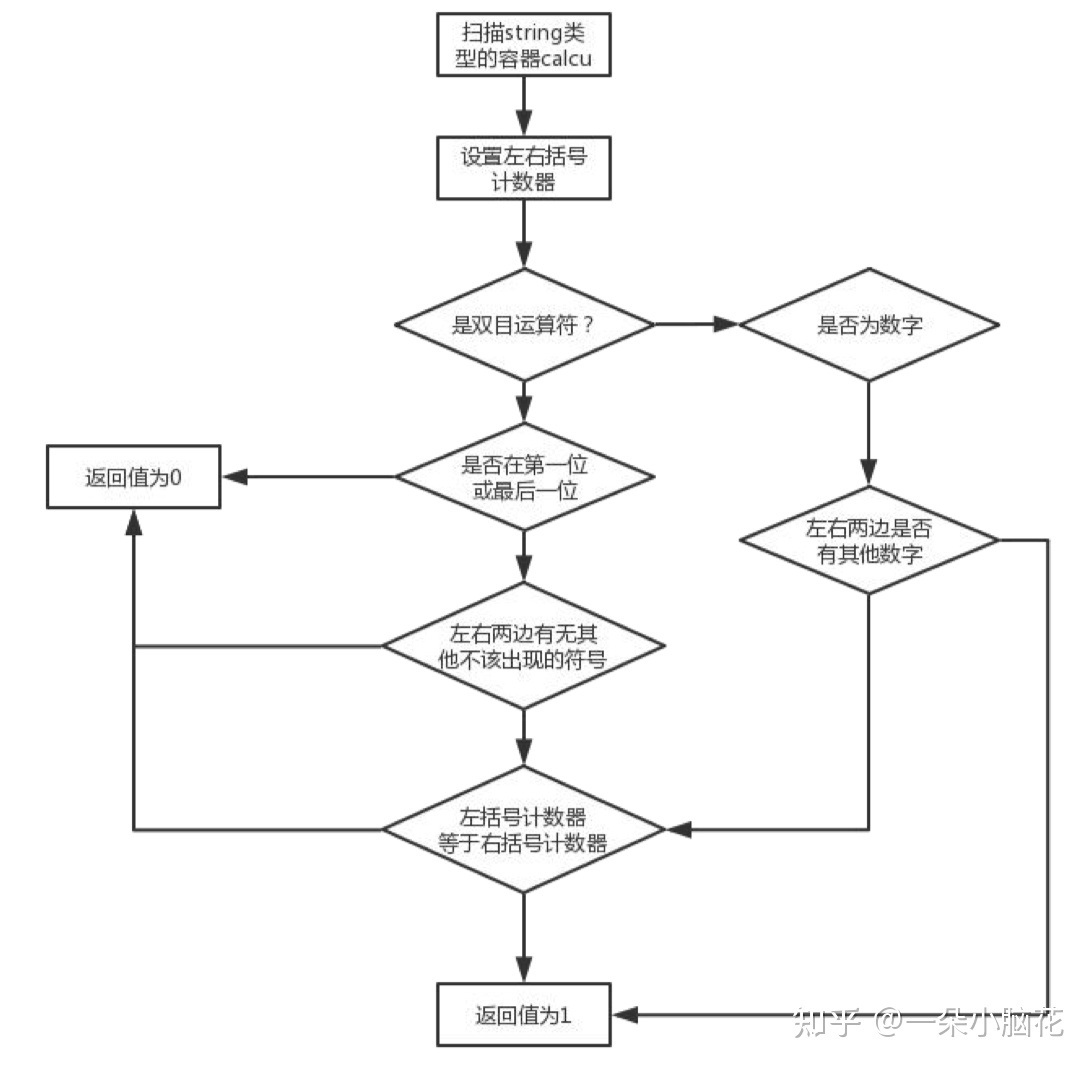 扫描string类
型的容器calcu
设置左右括号
计数器
是双目运算符？
是否为数字
是否在第一位
或最后一位
返回值为0
左右两边是否
有其他数字
左右两边有无其
他不该出现的符号
左括号计数器
等于右括号计数器
返回值为1
知乎 @一朵小脑花